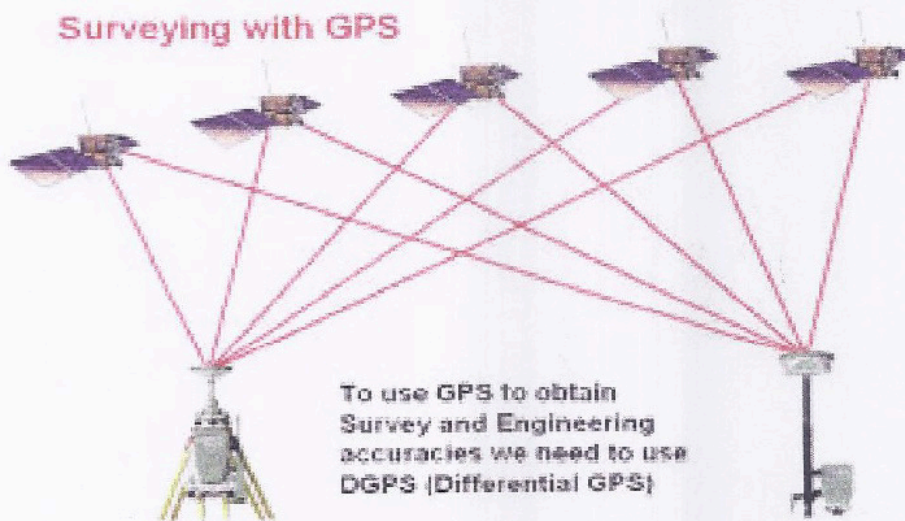 Surveying with GPS
To use GPS to obtain
Survey and Engineering
accuracies we need to use
DGPS (Differential GPS)